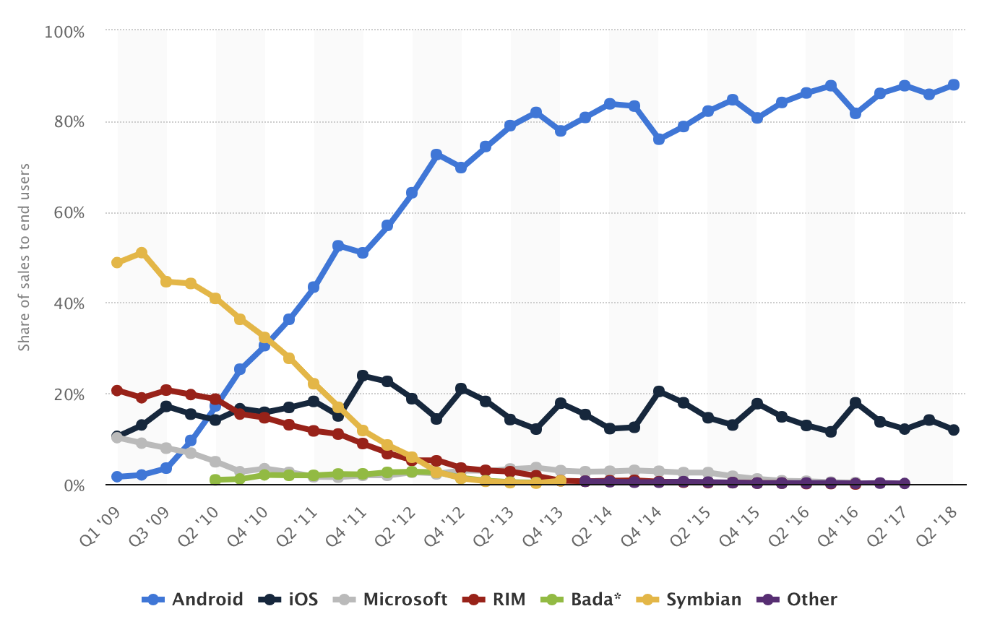 100%
80%
60%
40%
20%
0%
Share of sales to end users
Q1 '09
Q3 '09
Q2 '10
Q4 '10
Q2 '11
Q4 '11
Q2 '12
Q4 '12
Q2 '13
Q4 '13
Q2 '14
Q4 '14
Q2 '15
Q4 '15
Q2 '16
Q4 '16
Q2 '17
Q2 '18
Android iOS Microsoft RIM Bada* Symbian Other